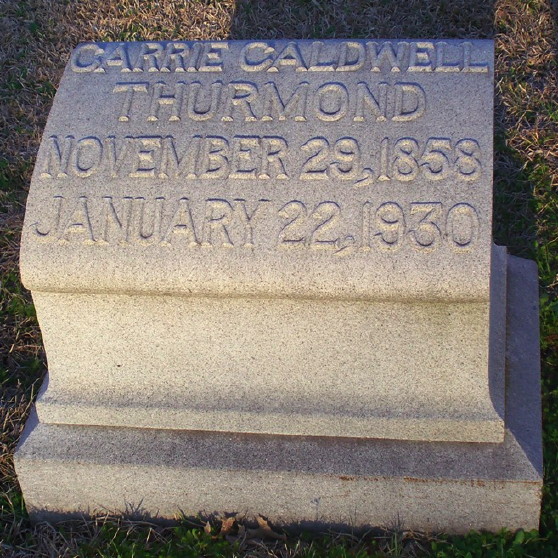 CARRIE CALDWELL
THURMOND
NOVEMBER 29, 1858
JANUARY 22, 1930